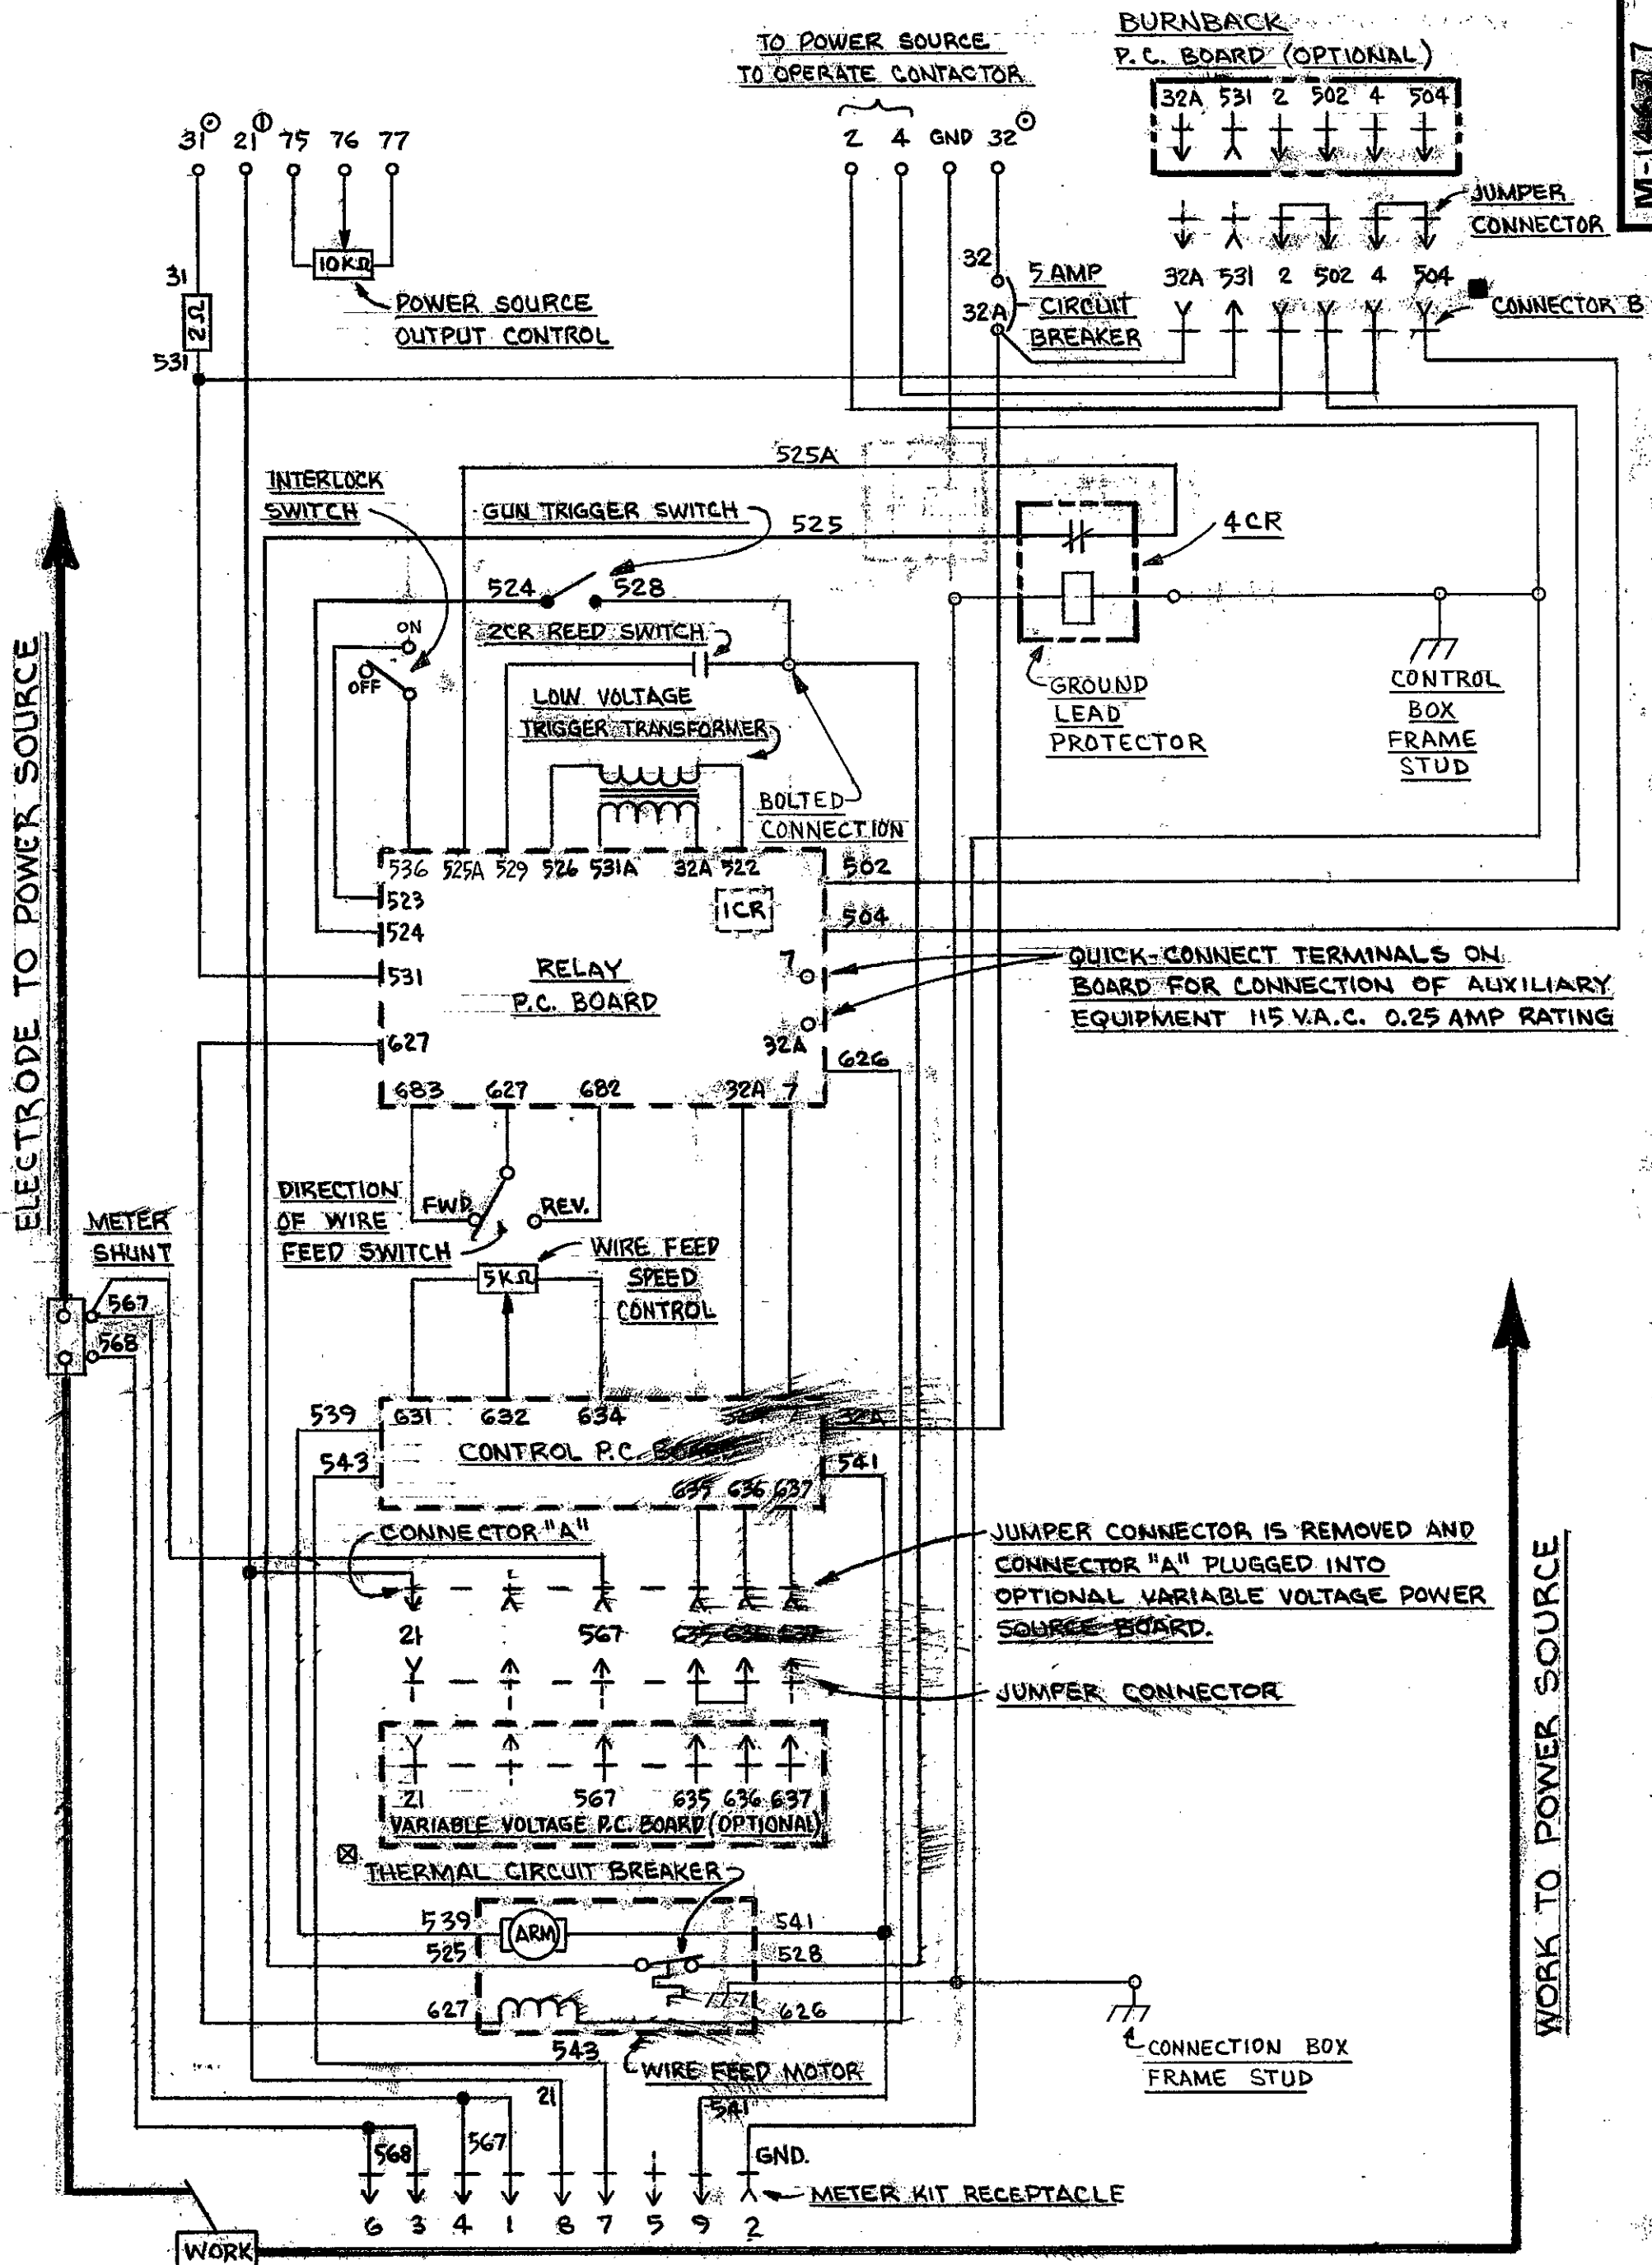 BURNBACK
P.C. BOARD (OPTIONAL)
TO POWER SOURCE
TO OPERATE CONTACTOR
32A 531 2 502 4 504
31 21 75 76 77
2 4 GND 32
JUMPER
CONNECTOR
10KΩ
31
2Ω
531
POWER SOURCE
OUTPUT CONTROL
32
32A
5 AMP
CIRCUIT
BREAKER
32A 531 2 502 4 504
CONNECTOR B
525A
INTERLOCK
SWITCH
GUN TRIGGER SWITCH
525
4CR
524 528
2CR REED SWITCH
ON
OFF
LOW VOLTAGE
TRIGGER TRANSFORMER
GROUND
LEAD
PROTECTOR
CONTROL
BOX
FRAME
STUD
BOLTED
CONNECTION
ELECTRODE TO POWER SOURCE
536 525A 529 526 531A 32A 522
502
523
1CR
504
524
531
RELAY
P.C. BOARD
7
32A
QUICK-CONNECT TERMINALS ON
BOARD FOR CONNECTION OF AUXILIARY
EQUIPMENT 115 V.A.C. 0.25 AMP RATING
627
626
683 627 682 32A 7
DIRECTION
OF WIRE
FEED SWITCH
FWD.
REV.
METER
SHUNT
WIRE FEED
SPEED
CONTROL
5KΩ
567
568
539
631 632 634
32A
CONTROL P.C. BOARD
543
541
635 636 637
CONNECTOR "A"
JUMPER CONNECTOR IS REMOVED AND
CONNECTOR "A" PLUGGED INTO
OPTIONAL VARIABLE VOLTAGE POWER
SOURCE BOARD.
21 567 635 636 637
JUMPER CONNECTOR
21 567 635 636 637
VARIABLE VOLTAGE P.C. BOARD (OPTIONAL)
THERMAL CIRCUIT BREAKER
539
ARM
541
525
528
627
626
543
WIRE FEED MOTOR
CONNECTION BOX
FRAME STUD
WORK TO POWER SOURCE
21
541
568
567
GND.
METER KIT RECEPTACLE
6 3 4 1 8 7 5 9 2
WORK